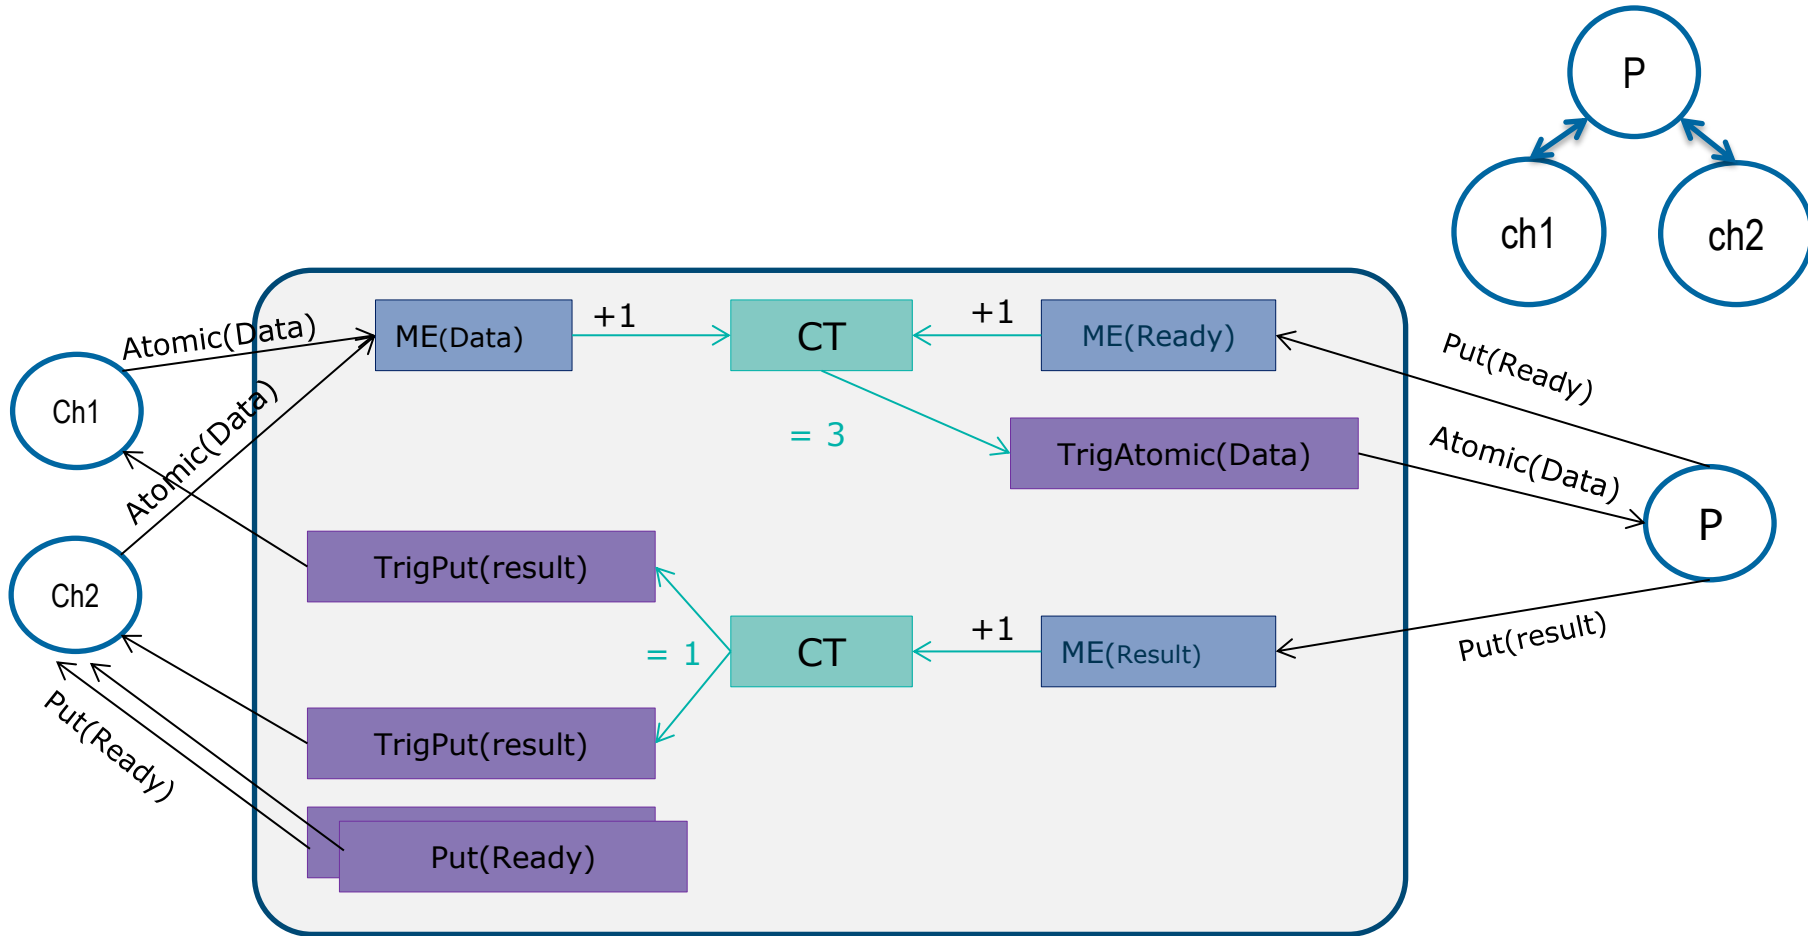 P
ch1
ch2
Atomic(Data)
ME(Data)
+1
CT
+1
ME(Ready)
Put(Ready)
Ch1
Atomic(Data)
= 3
TrigAtomic(Data)
Atomic(Data)
P
TrigPut(result)
Ch2
= 1
CT
+1
ME(Result)
Put(result)
TrigPut(result)
Put(Ready)
Put(Ready)